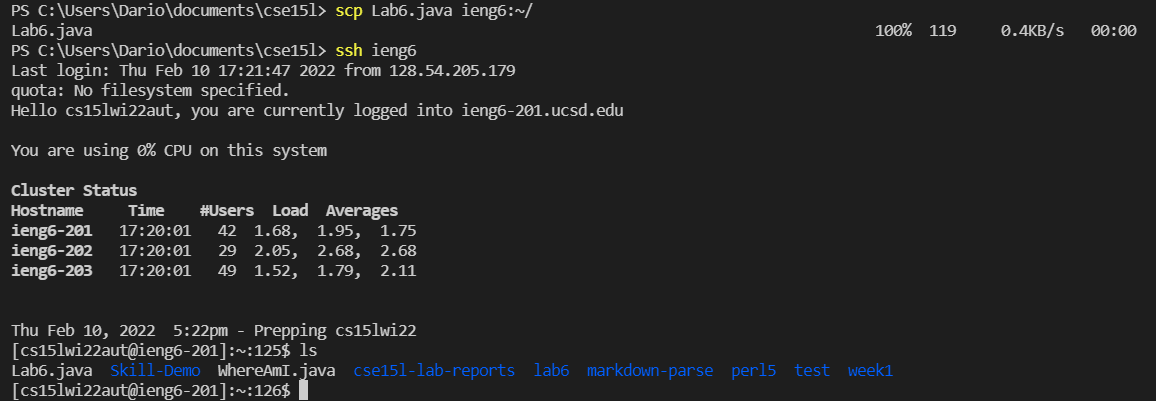 PS C:\Users\Dario\documents\cse15l> scp Lab6.java ieng6:~/
Lab6.java 100% 119 0.4KB/s 00:00
PS C:\Users\Dario\documents\cse15l> ssh ieng6
Last login: Thu Feb 10 17:21:47 2022 from 128.54.205.179
quota: No filesystem specified.
Hello cs15lwi22aut, you are currently logged into ieng6-201.ucsd.edu
You are using 0% CPU on this system
Cluster Status
Hostname Time #Users Load Averages
ieng6-201 17:20:01 42 1.68, 1.95, 1.75
ieng6-202 17:20:01 29 2.05, 2.68, 2.68
ieng6-203 17:20:01 49 1.52, 1.79, 2.11
Thu Feb 10, 2022 5:22pm - Prepping cs15lwi22
[cs15lwi22aut@ieng6-201]:~:125$ ls
Lab6.java Skill-Demo WhereAmI.java cse15l-lab-reports lab6 markdown-parse perl5 test week1
[cs15lwi22aut@ieng6-201]:~:126$